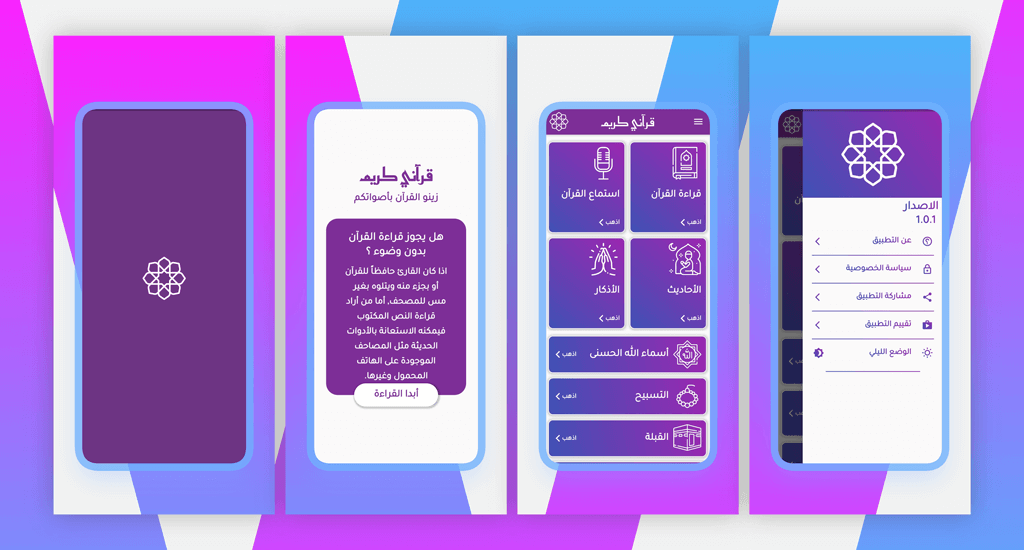 قرآني كريم
زينو القرآن بأصواتكم
هل يجوز قراءة القرآن
بدون وضوء ؟
اذا كان القارئ حافظاً للقرآن
أو بجزء منه ويتلوه بغير
مس للمصحف، أما من أراد
قراءة النص المكتوب
فيمكنه الاستعانة بالأدوات
الحديثة مثل المصاحف
الموجودة على الهاتف
المحمول وغيرها.
أبدا القراءة
قرآني كريم
قراءة القرآن
اذهب
استماع القرآن
اذهب
الأحاديث
اذهب
الأذكار
اذهب
أسماء الله الحسنى
اذهب
التسبيح
اذهب
القبلة
اذهب
الاصدار
1.0.1
عن التطبيق
سياسة الخصوصية
مشاركة التطبيق
تقييم التطبيق
الوضع الليلي